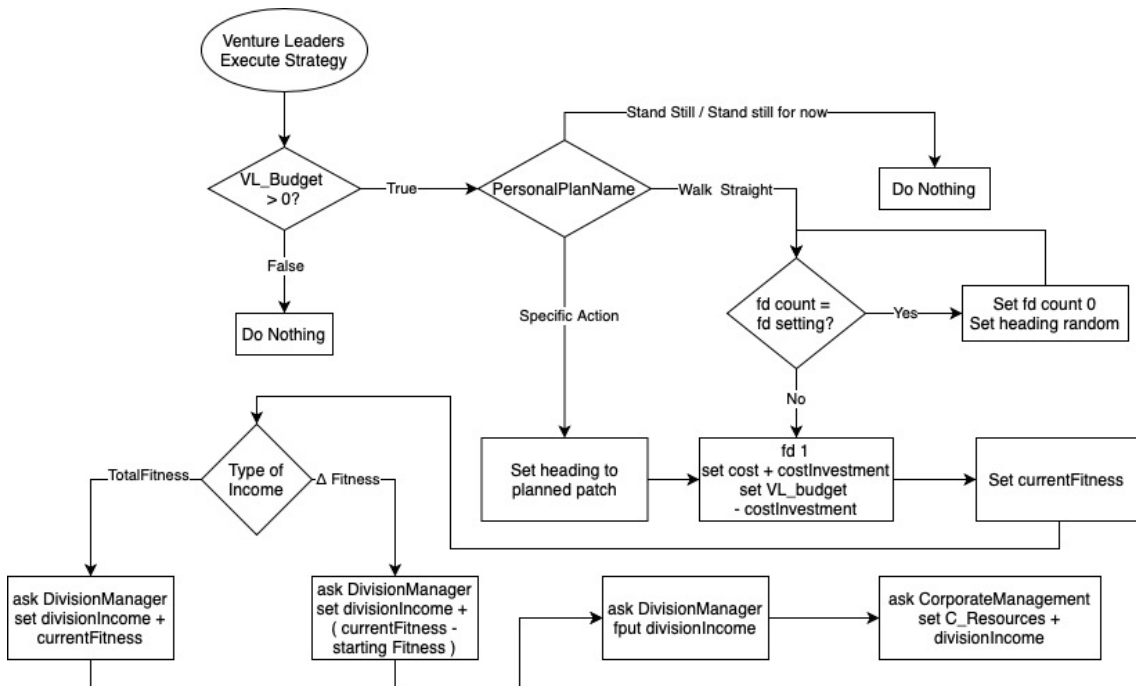 Venture Leaders
Execute Strategy
Stand Still / Stand still for now
VL_Budget
> 0?
True
PersonalPlanName
Walk Straight
Do Nothing
False
Do Nothing
Specific Action
fd count =
fd setting?
Yes
Set fd count 0
Set heading random
No
Type of
Income
TotalFitness
Δ Fitness
Set heading to
planned patch
fd 1
set cost + costInvestment
set VL_budget
- costInvestment
Set currentFitness
ask DivisionManager
set divisionIncome +
currentFitness
ask DivisionManager
set divisionIncome +
( currentFitness -
starting Fitness )
ask DivisionManager
fput divisionIncome
ask CorporateManagement
set C_Resources +
divisionIncome